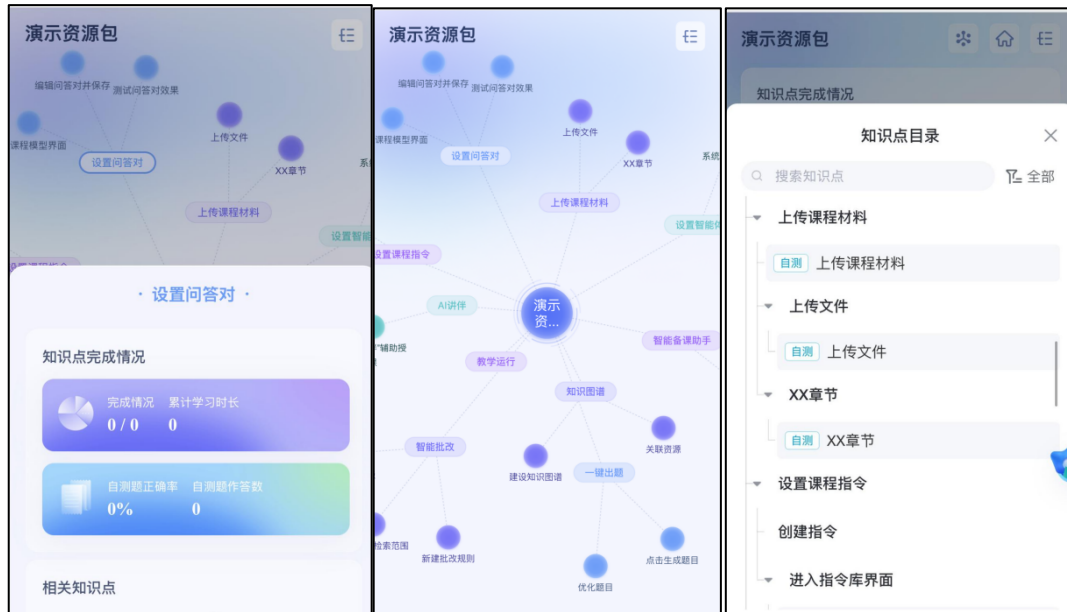 演示资源包
编辑问答对并保存
测试问答对效果
课程模型界面
上传文件
设置问答对
XX章节
系
上传课程材料
设置智能
设置课程指令
· 设置问答对 ·
知识点完成情况
完成情况 累计学习时长
0 / 0 0
自测题正确率 自测题作答数
0% 0
相关知识点
演示资源包
编辑问答对并保存
测试问答对效果
课程模型界面
上传文件
设置问答对
XX章节
系统
上传课程材料
设置智能体
设置课程指令
AI讲伴
演示
资...
"辅助授
智能备课助手
教学运行
知识图谱
智能批改
关联资源
建设知识图谱
一键出题
检索范围
新建批改规则
点击生成题目
优化题目
演示资源包
知识点完成情况
知识点目录
搜索知识点
全部
上传课程材料
自测 上传课程材料
上传文件
自测 上传文件
XX章节
自测 XX章节
设置课程指令
创建指令
进入指令库界面